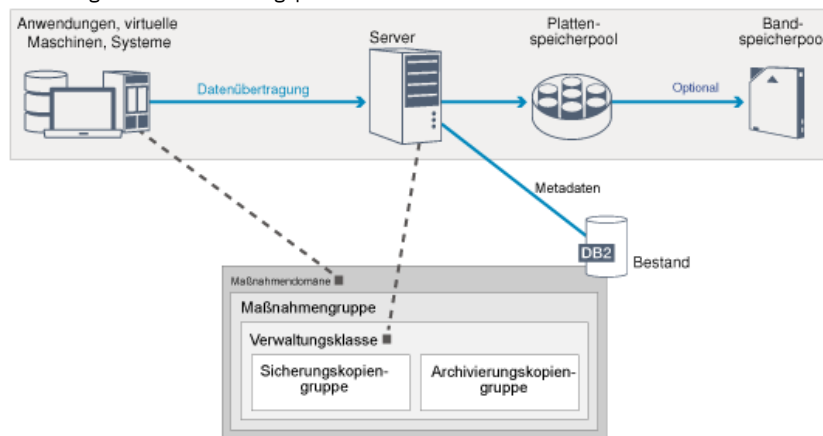 Anwendungen, virtuelle
Maschinen, Systeme
Server
Platten-
speicherpool
Band-
speicherpool
Datenübertragung
Optional
Metadaten
DB2
Bestand
Maßnahmendomäne
Maßnahmengruppe
Verwaltungsklasse
Sicherungskopien-
gruppe
Archivierungskopien-
gruppe